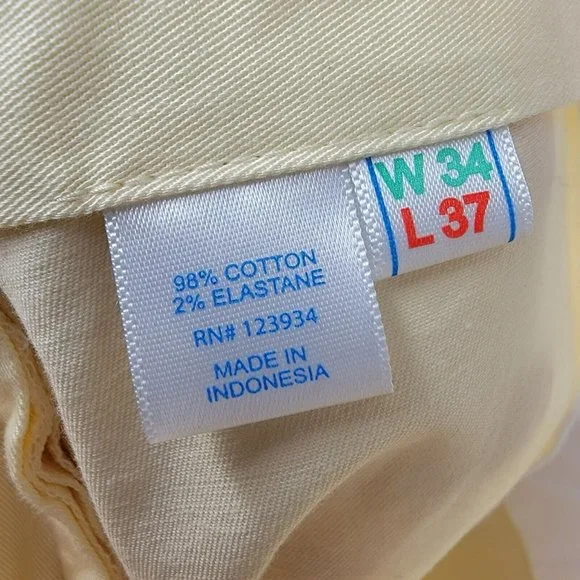 98% COTTON
2% ELASTANE
RN# 123934
MADE IN
INDONESIA
W 34
L 37